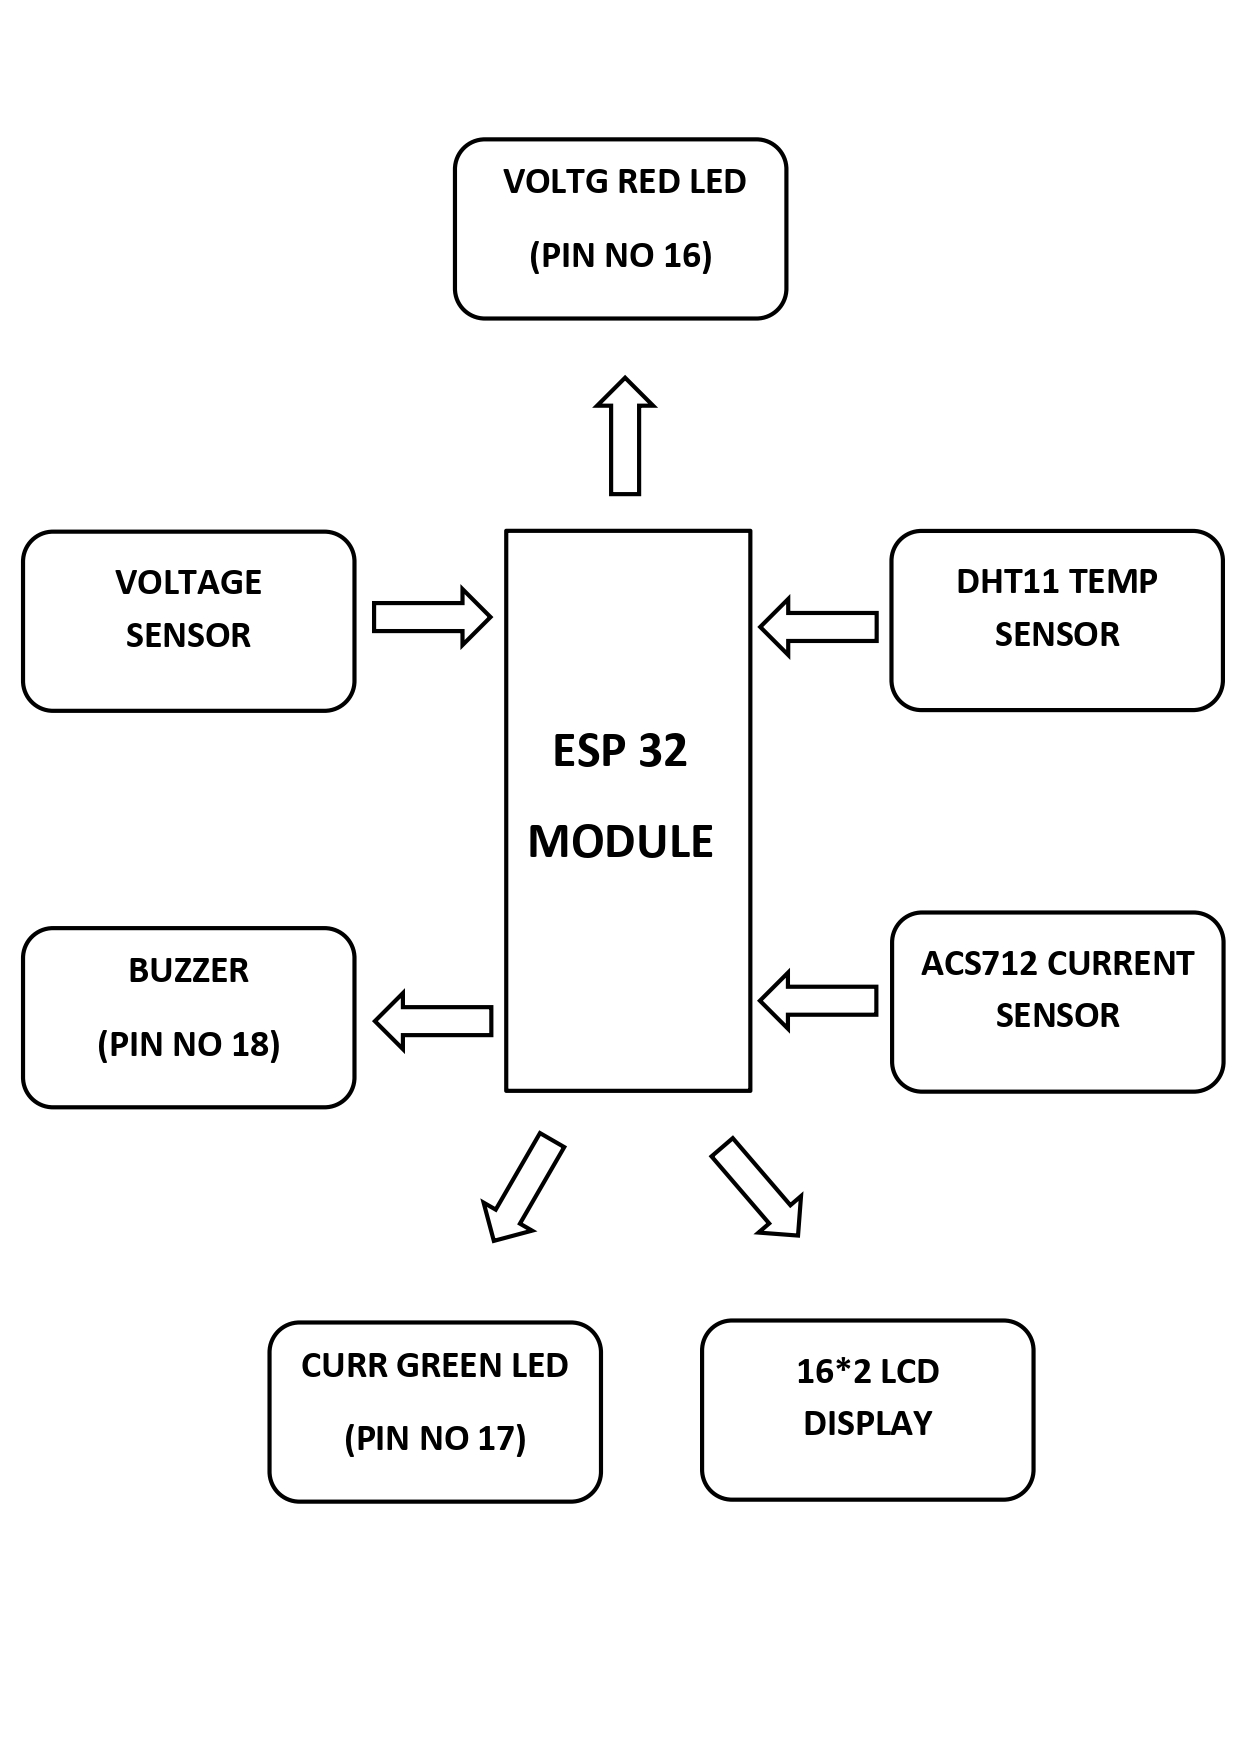 VOLTG RED LED
(PIN NO 16)
VOLTAGE
SENSOR
DHT11 TEMP
SENSOR
ESP 32
MODULE
BUZZER
(PIN NO 18)
ACS712 CURRENT
SENSOR
CURR GREEN LED
(PIN NO 17)
16*2 LCD
DISPLAY